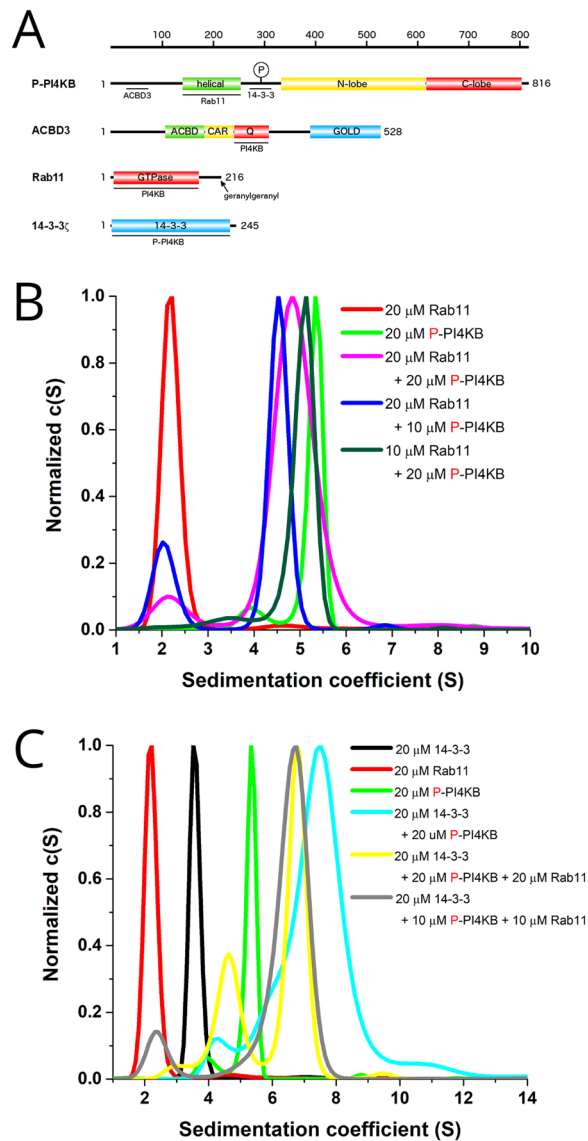 A
0 100 200 300 400 500 600 700 800
P
P-PI4KB 1 helical N-lobe C-lobe 816
ACBD3 Rab11 14-3-3
ACBD3 1 ACBD CAR Q GOLD 528
PI4KB
Rab11 1 GTPase 216
PI4KB geranylgeranyl
14-3-3ζ 1 14-3-3 245
P-PI4KB
B
Normalized c(S)
1.0
0.8
0.6
0.4
0.2
0.0
20 μM Rab11
20 μM P-PI4KB
20 μM Rab11
+ 20 μM P-PI4KB
20 μM Rab11
+ 10 μM P-PI4KB
10 μM Rab11
+ 20 μM P-PI4KB
1 2 3 4 5 6 7 8 9 10
Sedimentation coefficient (S)
C
Normalized c(S)
1.0
0.8
0.6
0.4
0.2
0.0
20 μM 14-3-3
20 μM Rab11
20 μM P-PI4KB
20 μM 14-3-3
+ 20 uM P-PI4KB
20 μM 14-3-3
+ 20 μM P-PI4KB + 20 μM Rab11
20 μM 14-3-3
+ 10 μM P-PI4KB + 10 μM Rab11
2 4 6 8 10 12 14
Sedimentation coefficient (S)